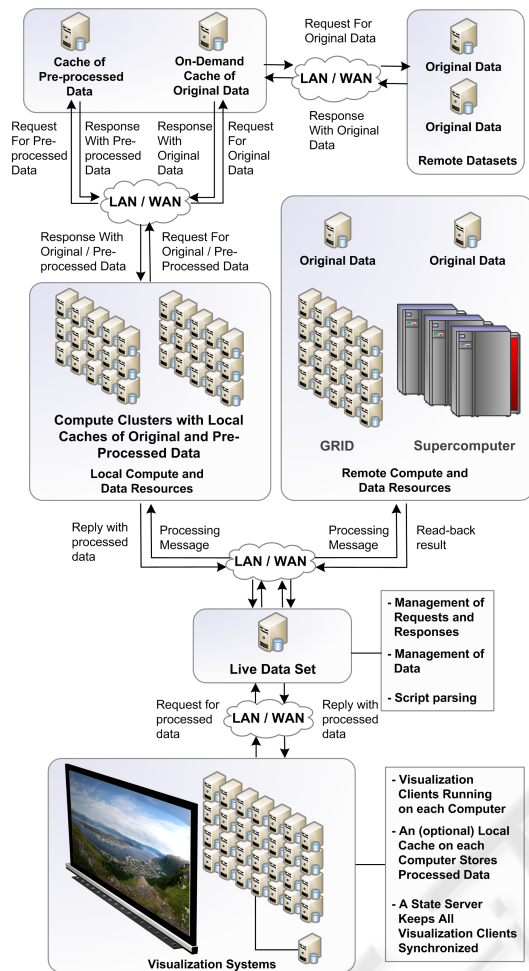 Cache of
Pre-processed
Data
On-Demand
Cache of
Original Data
Request For
Original Data
LAN / WAN
Response
With Original
Data
Original Data
Original Data
Remote Datasets
Request
For Pre-
processed
Data
Response
With Pre-
processed
Data
Response
With
Original
Data
Request
For
Original
Data
LAN / WAN
Response With
Original / Pre-
processed Data
Request For
Original / Pre-
Processed Data
Compute Clusters with Local
Caches of Original and Pre-
Processed Data
Local Compute and
Data Resources
Original Data
Original Data
GRID
Supercomputer
Remote Compute and
Data Resources
Reply with
processed
data
Processing
Message
LAN / WAN
Processing
Message
Read-back
result
Live Data Set
- Management of
Requests and
Responses
- Management of
Data
- Script parsing
Request for
processed
data
LAN / WAN
Reply with
processed
data
Visualization Systems
- Visualization
Clients Running
on each Computer
- An (optional) Local
Cache on each
Computer Stores
Processed Data
- A State Server
Keeps All
Visualization Clients
Synchronized